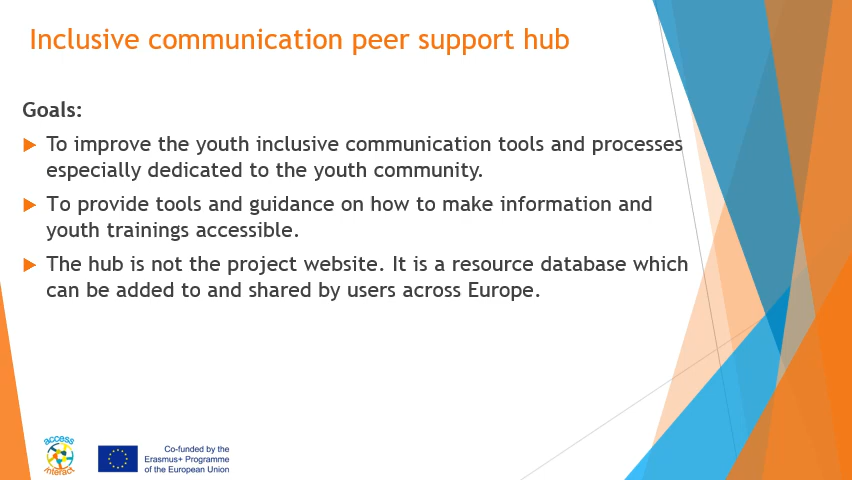 Inclusive communication peer support hub
Goals:
To improve the youth inclusive communication tools and processes
especially dedicated to the youth community.
To provide tools and guidance on how to make information and
youth trainings accessible.
The hub is not the project website. It is a resource database which
can be added to and shared by users across Europe.
access
interact
Co-funded by the
Erasmus+ Programme
of the European Union